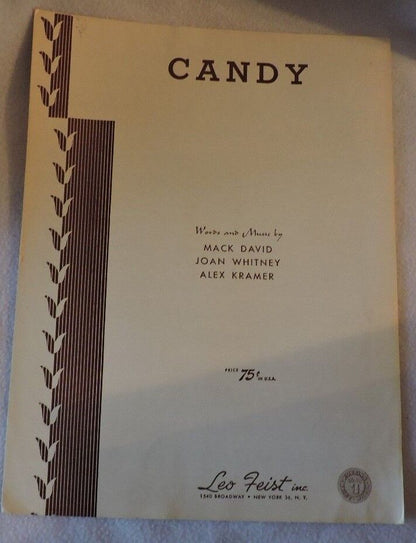 CANDY
Words and Music by
MACK DAVID
JOAN WHITNEY
ALEX KRAMER
PRICE 75¢ IN U.S.A.
Leo Feist inc.
1540 BROADWAY • NEW YORK 36, N. Y.